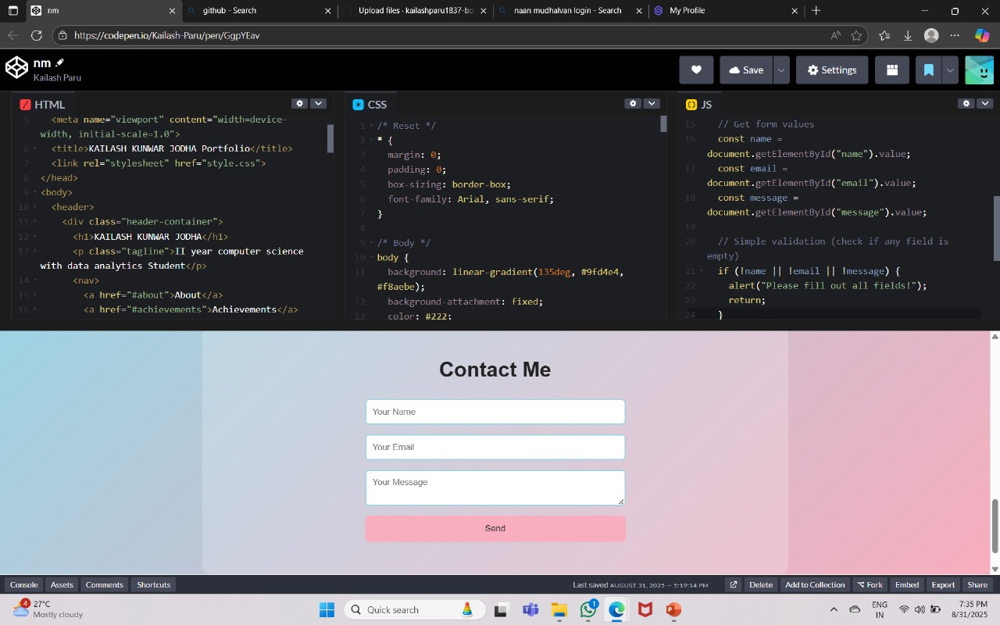 nm
github - Search
Upload files · kailashparu1837-bo
naan mudhalvan login - Search
My Profile
https://codepen.io/Kailash-Paru/pen/GgpYEav
nm
Kailash Paru
Save
Settings
HTML
5 <meta name="viewport" content="width=device-
width, initial-scale=1.0">
6 <title>KAILASH KUNWAR JODHA Portfolio</title>
7 <link rel="stylesheet" href="style.css">
8 </head>
9 <body>
10 <header>
11 <div class="header-container">
12 <h1>KAILASH KUNWAR JODHA</h1>
13 <p class="tagline">II year computer science
with data analytics Student</p>
14 <nav>
15 <a href="#about">About</a>
16 <a href="#achievements">Achievements</a>
CSS
1 /* Reset */
2 * {
3 margin: 0;
4 padding: 0;
5 box-sizing: border-box;
6 font-family: Arial, sans-serif;
7 }
8
9 /* Body */
10 body {
11 background: linear-gradient(135deg, #9fd4e4,
#f8aebe);
12 background-attachment: fixed;
13 color: #222;
JS
15 // Get form values
16 const name =
document.getElementById("name").value;
17 const email =
document.getElementById("email").value;
18 const message =
document.getElementById("message").value;
19
20 // Simple validation (check if any field is
empty)
21 if (!name || !email || !message) {
22 alert("Please fill out all fields!");
23 return;
24 }
Contact Me
Your Name
Your Email
Your Message
Send
Console
Assets
Comments
Shortcuts
Last saved AUGUST 31, 2025 — 5:19:14 PM
Delete
Add to Collection
Fork
Embed
Export
Share
4
27°C
Mostly cloudy
Quick search
1
ENG
IN
7:35 PM
8/31/2025